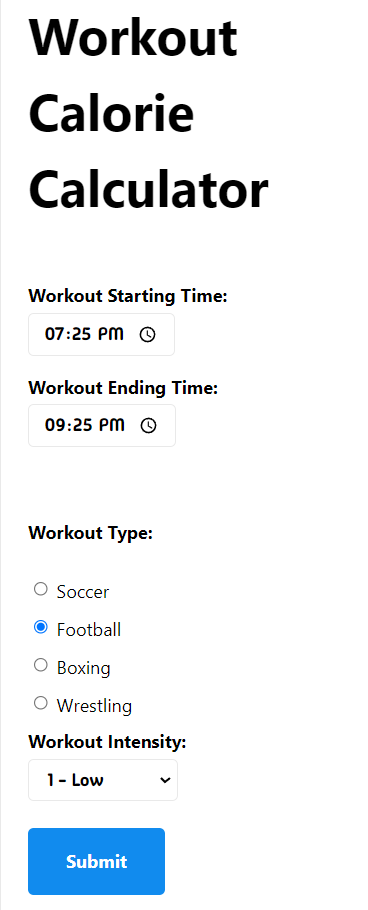 Workout
Calorie
Calculator
Workout Starting Time:
07:25 PM
Workout Ending Time:
09:25 PM
Workout Type:
Soccer
Football
Boxing
Wrestling
Workout Intensity:
1 - Low
Submit